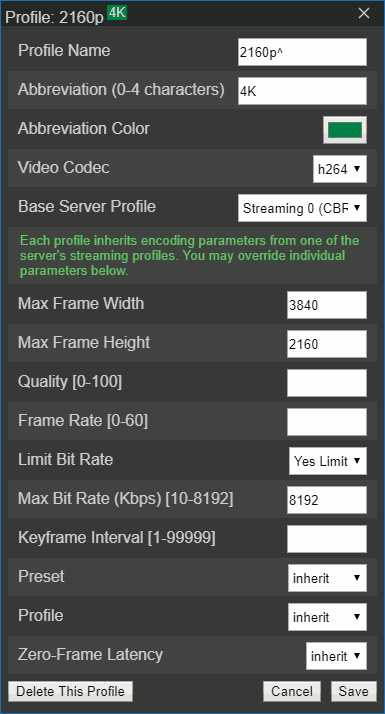 Profile: 2160p 4K
Profile Name 2160p^
Abbreviation (0-4 characters) 4K
Abbreviation Color
Video Codec h264
Base Server Profile Streaming 0 (CBR
Each profile inherits encoding parameters from one of the
server's streaming profiles. You may override individual
parameters below.
Max Frame Width 3840
Max Frame Height 2160
Quality [0-100]
Frame Rate [0-60]
Limit Bit Rate Yes Limit
Max Bit Rate (Kbps) [10-8192] 8192
Keyframe Interval [1-99999]
Preset inherit
Profile inherit
Zero-Frame Latency inherit
Delete This Profile Cancel Save